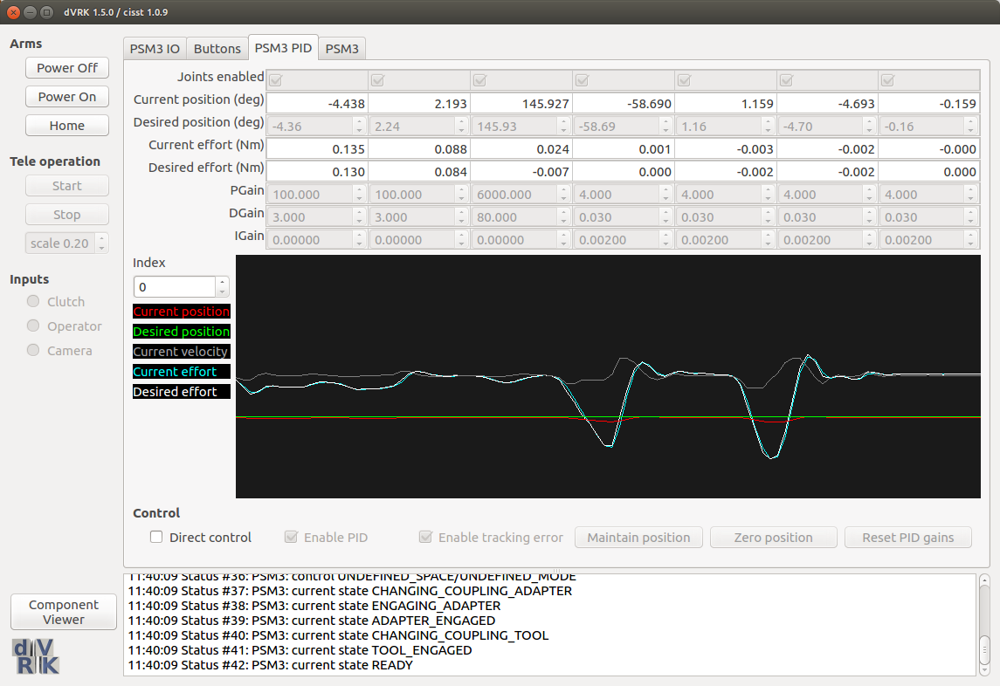 dVRK 1.5.0 / cisst 1.0.9
Arms
Power Off
Power On
Home
Tele operation
Start
Stop
scale 0.20
Inputs
Clutch
Operator
Camera
Component
Viewer
dVRK
PSM3 IO Buttons PSM3 PID PSM3
Joints enabled
Current position (deg) -4.438 2.193 145.927 -58.690 1.159 -4.693 -0.159
Desired position (deg) -4.36 2.24 145.93 -58.69 1.16 -4.70 -0.16
Current effort (Nm) 0.135 0.088 0.024 0.001 -0.003 -0.002 -0.000
Desired effort (Nm) 0.130 0.084 -0.007 0.000 -0.002 -0.002 0.000
PGain 100.000 100.000 6000.000 4.000 4.000 4.000 4.000
DGain 3.000 3.000 80.000 0.030 0.030 0.030 0.030
IGain 0.00000 0.00000 0.00000 0.00200 0.00200 0.00200 0.00200
Index
0
Current position
Desired position
Current velocity
Current effort
Desired effort
Control
Direct control Enable PID Enable tracking error Maintain position Zero position Reset PID gains
11:40:09 Status #36: PSM3: control UNDEFINED_SPACE/UNDEFINED_MODE
11:40:09 Status #37: PSM3: current state CHANGING_COUPLING_ADAPTER
11:40:09 Status #38: PSM3: current state ENGAGING_ADAPTER
11:40:09 Status #39: PSM3: current state ADAPTER_ENGAGED
11:40:09 Status #40: PSM3: current state CHANGING_COUPLING_TOOL
11:40:09 Status #41: PSM3: current state TOOL_ENGAGED
11:40:09 Status #42: PSM3: current state READY